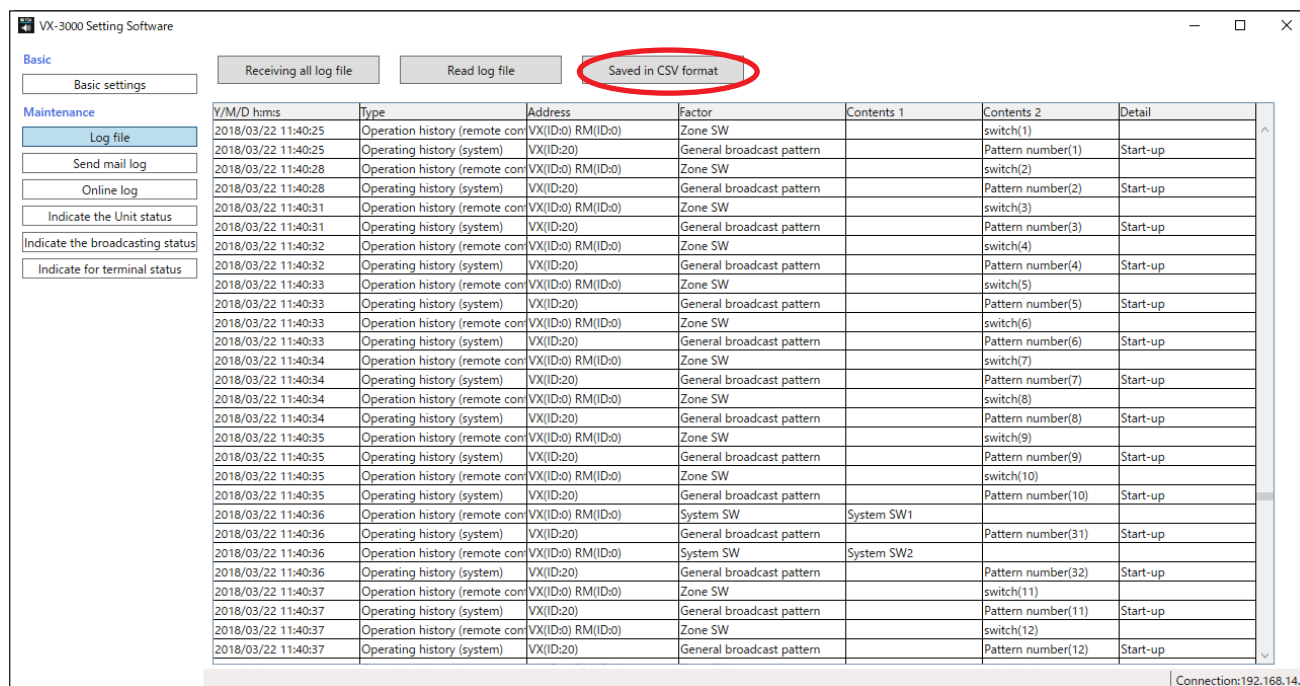 VX-3000 Setting Software
Basic
Basic settings
Maintenance
Log file
Send mail log
Online log
Indicate the Unit status
Indicate the broadcasting status
Indicate for terminal status
Receiving all log file Read log file Saved in CSV format
Y/M/D h:m:s Type Address Factor Contents 1 Contents 2 Detail
2018/03/22 11:40:25 Operation history (remote con VX(ID:0) RM(ID:0) Zone SW switch(1)
2018/03/22 11:40:25 Operating history (system) VX(ID:20) General broadcast pattern Pattern number(1) Start-up
2018/03/22 11:40:28 Operation history (remote con VX(ID:0) RM(ID:0) Zone SW switch(2)
2018/03/22 11:40:28 Operating history (system) VX(ID:20) General broadcast pattern Pattern number(2) Start-up
2018/03/22 11:40:31 Operation history (remote con VX(ID:0) RM(ID:0) Zone SW switch(3)
2018/03/22 11:40:31 Operating history (system) VX(ID:20) General broadcast pattern Pattern number(3) Start-up
2018/03/22 11:40:32 Operation history (remote con VX(ID:0) RM(ID:0) Zone SW switch(4)
2018/03/22 11:40:32 Operating history (system) VX(ID:20) General broadcast pattern Pattern number(4) Start-up
2018/03/22 11:40:33 Operation history (remote con VX(ID:0) RM(ID:0) Zone SW switch(5)
2018/03/22 11:40:33 Operating history (system) VX(ID:20) General broadcast pattern Pattern number(5) Start-up
2018/03/22 11:40:33 Operation history (remote con VX(ID:0) RM(ID:0) Zone SW switch(6)
2018/03/22 11:40:33 Operating history (system) VX(ID:20) General broadcast pattern Pattern number(6) Start-up
2018/03/22 11:40:34 Operation history (remote con VX(ID:0) RM(ID:0) Zone SW switch(7)
2018/03/22 11:40:34 Operating history (system) VX(ID:20) General broadcast pattern Pattern number(7) Start-up
2018/03/22 11:40:34 Operation history (remote con VX(ID:0) RM(ID:0) Zone SW switch(8)
2018/03/22 11:40:34 Operating history (system) VX(ID:20) General broadcast pattern Pattern number(8) Start-up
2018/03/22 11:40:35 Operation history (remote con VX(ID:0) RM(ID:0) Zone SW switch(9)
2018/03/22 11:40:35 Operating history (system) VX(ID:20) General broadcast pattern Pattern number(9) Start-up
2018/03/22 11:40:35 Operation history (remote con VX(ID:0) RM(ID:0) Zone SW switch(10)
2018/03/22 11:40:35 Operating history (system) VX(ID:20) General broadcast pattern Pattern number(10) Start-up
2018/03/22 11:40:36 Operation history (remote con VX(ID:0) RM(ID:0) System SW System SW1
2018/03/22 11:40:36 Operating history (system) VX(ID:20) General broadcast pattern Pattern number(31) Start-up
2018/03/22 11:40:36 Operation history (remote con VX(ID:0) RM(ID:0) System SW System SW2
2018/03/22 11:40:36 Operating history (system) VX(ID:20) General broadcast pattern Pattern number(32) Start-up
2018/03/22 11:40:37 Operation history (remote con VX(ID:0) RM(ID:0) Zone SW switch(11)
2018/03/22 11:40:37 Operating history (system) VX(ID:20) General broadcast pattern Pattern number(11) Start-up
2018/03/22 11:40:37 Operation history (remote con VX(ID:0) RM(ID:0) Zone SW switch(12)
2018/03/22 11:40:37 Operating history (system) VX(ID:20) General broadcast pattern Pattern number(12) Start-up
Connection:192.168.14.